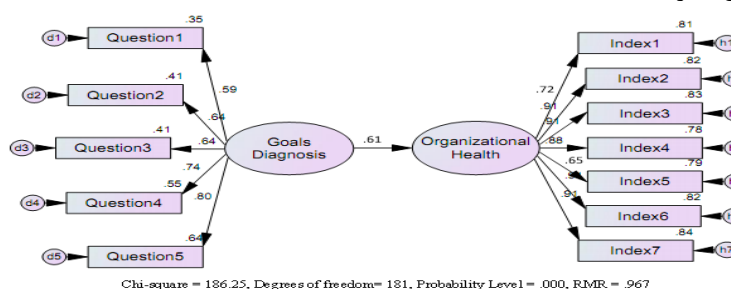 .35
.81
d1
Question1
Index1
.82
.41
.59
.72
Index2
d2
Question2
.91
.83
.64
Index3
.41
.61
.78
d3
Question3
.64
Goals
Diagnosis
Organizational
Health
.88
Index4
.74
.65
.79
.55
Index5
d4
Question4
.80
.91
.82
Index6
.64
.84
d5
Question5
Index7
h7
Chi-square = 186.25, Degrees of freedom= 181, Probability Level = .000, RMR = .967